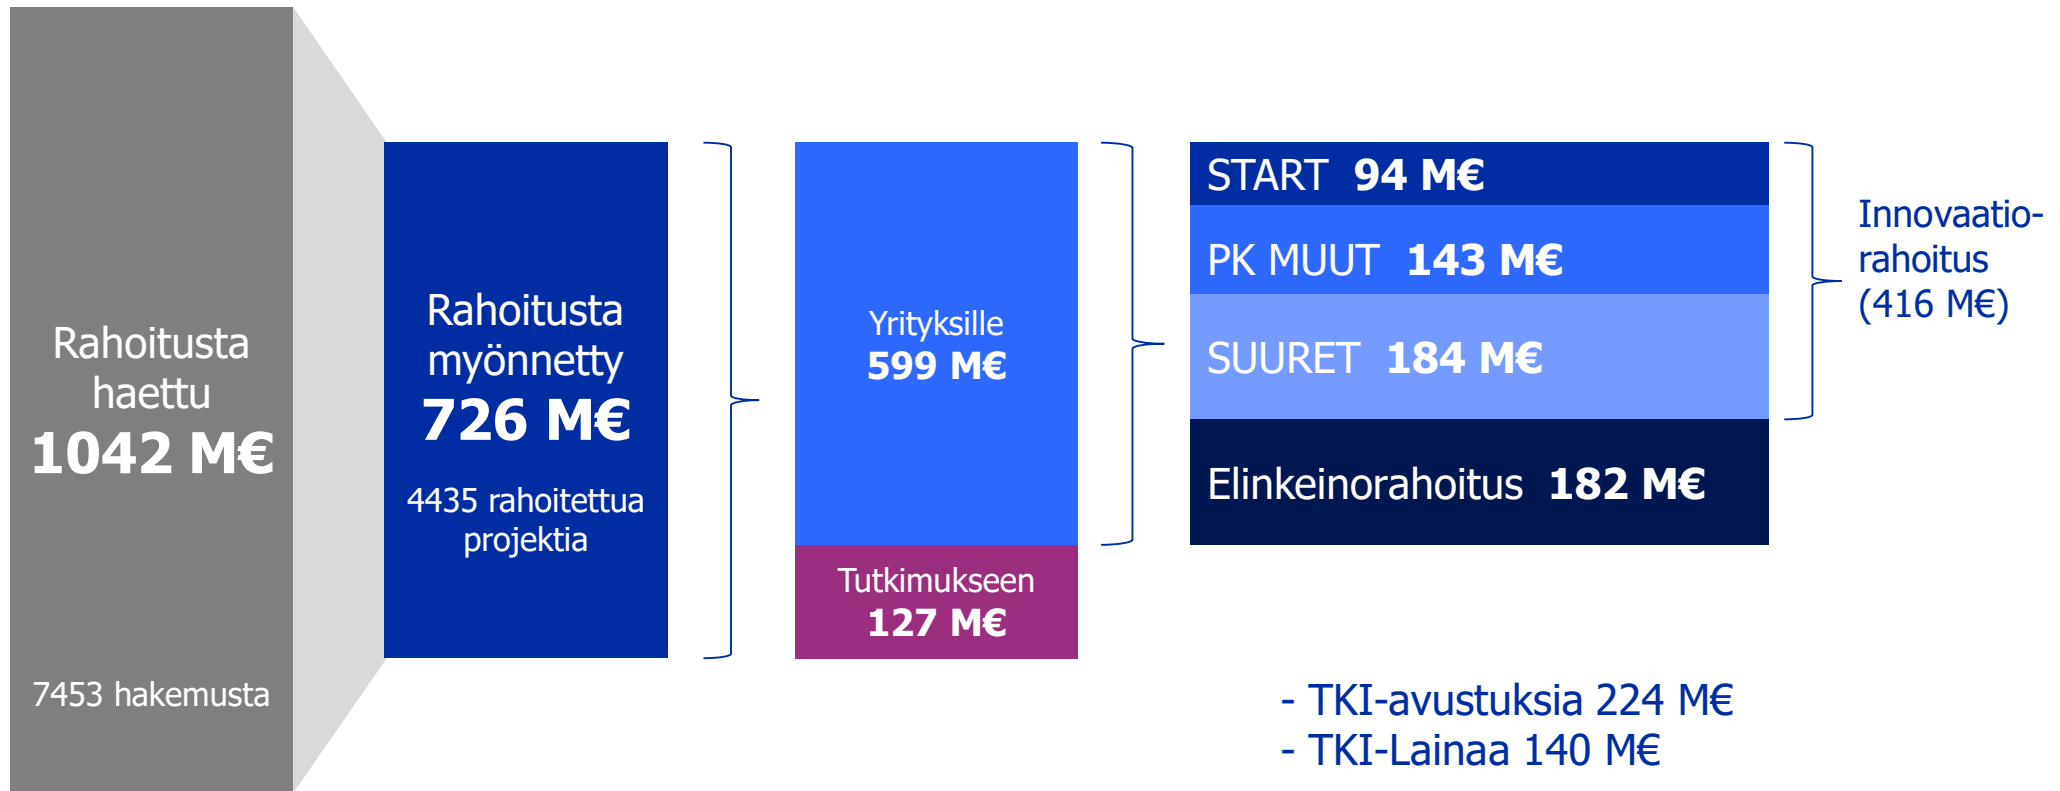 Rahoitusta
haettu
1042 M€
7453 hakemusta
Rahoitusta
myönnetty
726 M€
4435 rahoitettua
projektia
Yrityksille
599 M€
Tutkimukseen
127 M€
START 94 M€
PK MUUT 143 M€
SUURET 184 M€
Elinkeinorahoitus 182 M€
Innovaatio-
rahoitus
(416 M€)
- TKI-avustuksia 224 M€
- TKI-Lainaa 140 M€